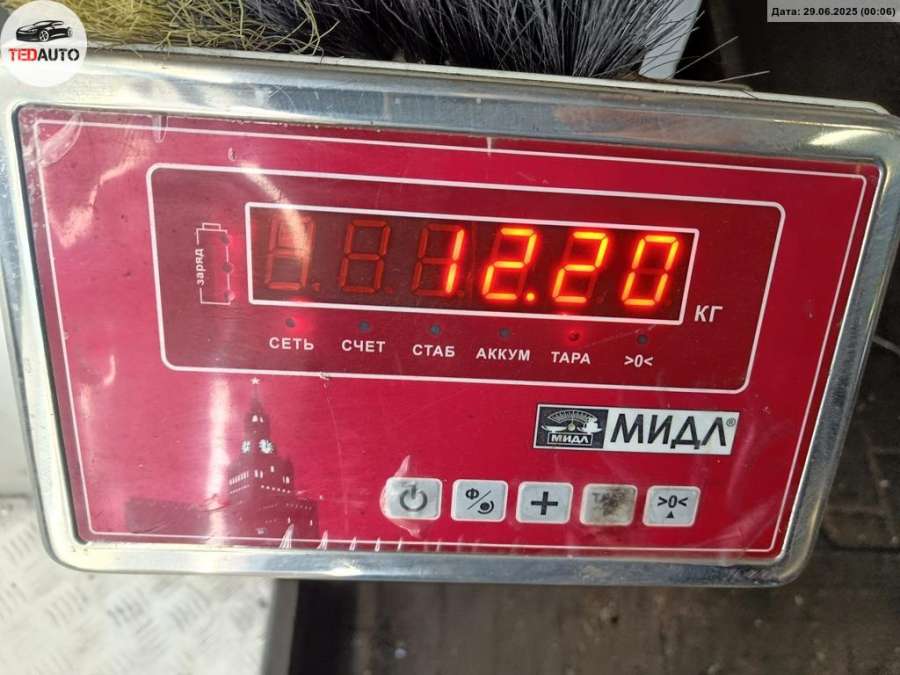 Дата: 29.06.2025 (00:06)
TEDAUTO
заряд
12.20
КГ
СЕТЬ СЧЕТ СТАБ АККУМ ТАРА >0<
МИДЛ МИДЛ®
Ф + >0<